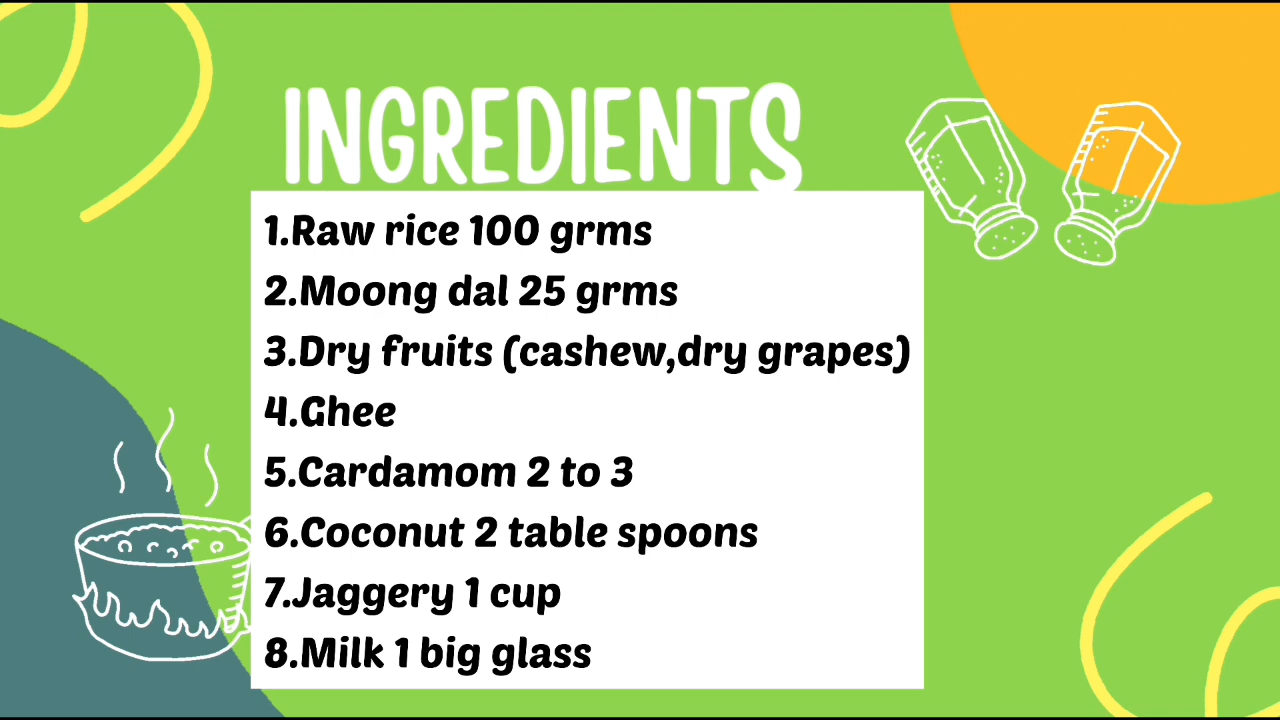 INGREDIENTS
1.Raw rice 100 grms
2.Moong dal 25 grms
3.Dry fruits (cashew,dry grapes)
4.Ghee
5.Cardamom 2 to 3
6.Coconut 2 table spoons
7.Jaggery 1 cup
8.Milk 1 big glass